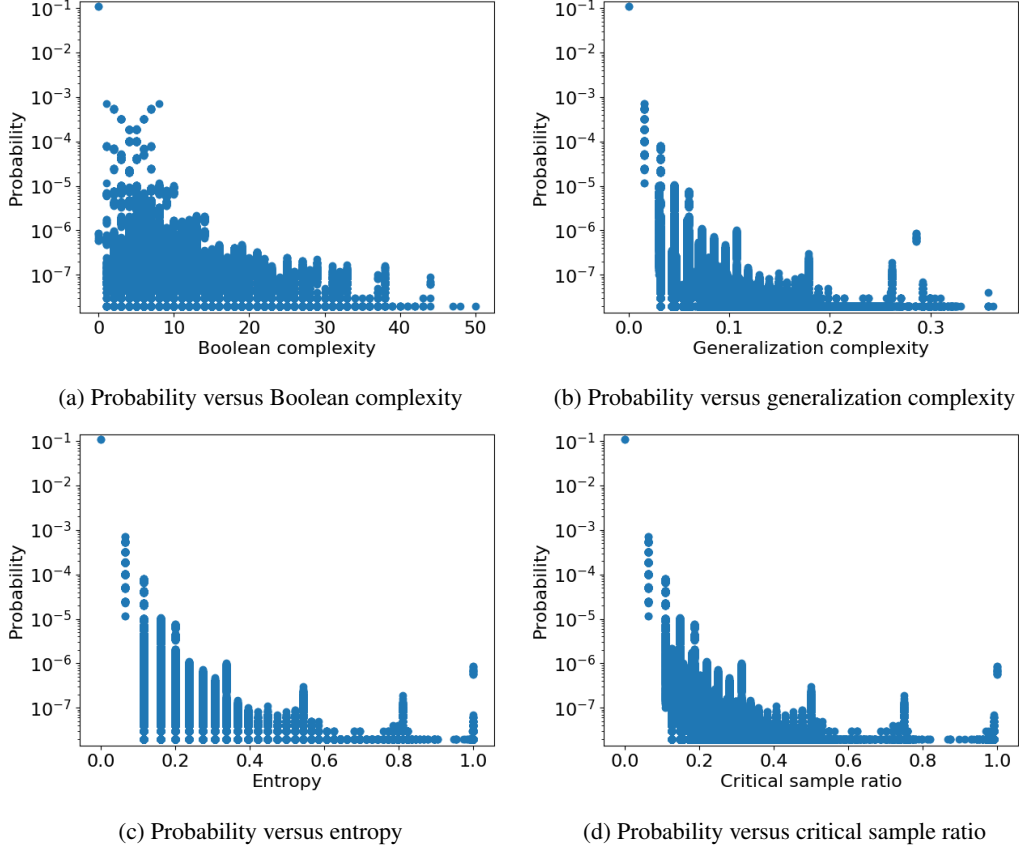 10⁻¹
10⁻²
10⁻³
10⁻⁴
10⁻⁵
10⁻⁶
10⁻⁷
Probability
0 10 20 30 40 50
Boolean complexity
(a) Probability versus Boolean complexity
10⁻¹
10⁻²
10⁻³
10⁻⁴
10⁻⁵
10⁻⁶
10⁻⁷
Probability
0.0 0.1 0.2 0.3
Generalization complexity
(b) Probability versus generalization complexity
10⁻¹
10⁻²
10⁻³
10⁻⁴
10⁻⁵
10⁻⁶
10⁻⁷
Probability
0.0 0.2 0.4 0.6 0.8 1.0
Entropy
(c) Probability versus entropy
10⁻¹
10⁻²
10⁻³
10⁻⁴
10⁻⁵
10⁻⁶
10⁻⁷
Probability
0.0 0.2 0.4 0.6 0.8 1.0
Critical sample ratio
(d) Probability versus critical sample ratio